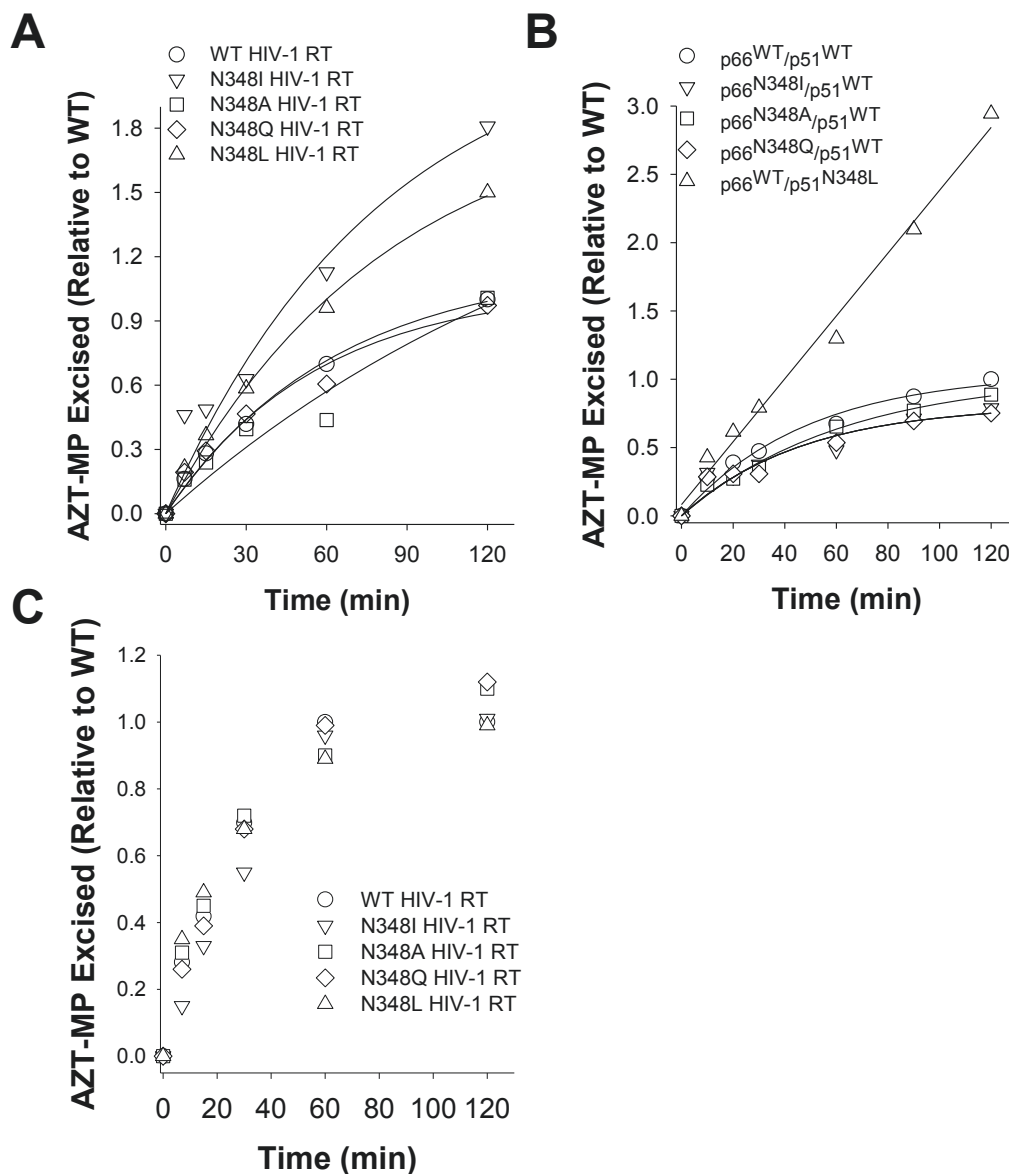 A
WT HIV-1 RT
N348I HIV-1 RT
N348A HIV-1 RT
N348Q HIV-1 RT
N348L HIV-1 RT
AZT-MP Excised (Relative to WT)
1.8
1.5
1.2
0.9
0.6
0.3
0.0
0 30 60 90 120
Time (min)
B
p66WT/p51WT
p66N348I/p51WT
p66N348A/p51WT
p66N348Q/p51WT
p66WT/p51N348L
AZT-MP Excised (Relative to WT)
3.0
2.5
2.0
1.5
1.0
0.5
0.0
0 20 40 60 80 100 120
Time (min)
C
AZT-MP Excised (Relative to WT)
1.2
1.0
0.8
0.6
0.4
0.2
0.0
WT HIV-1 RT
N348I HIV-1 RT
N348A HIV-1 RT
N348Q HIV-1 RT
N348L HIV-1 RT
0 20 40 60 80 100 120
Time (min)